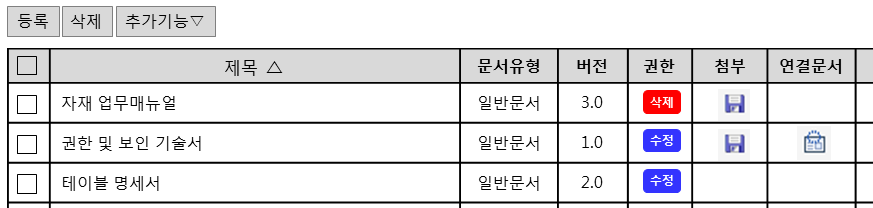 등록 삭제 추가기능▽
제목 △ 문서유형 버전 권한 첨부 연결문서
자재 업무매뉴얼 일반문서 3.0 삭제
권한 및 보인 기술서 일반문서 1.0 수정
테이블 명세서 일반문서 2.0 수정